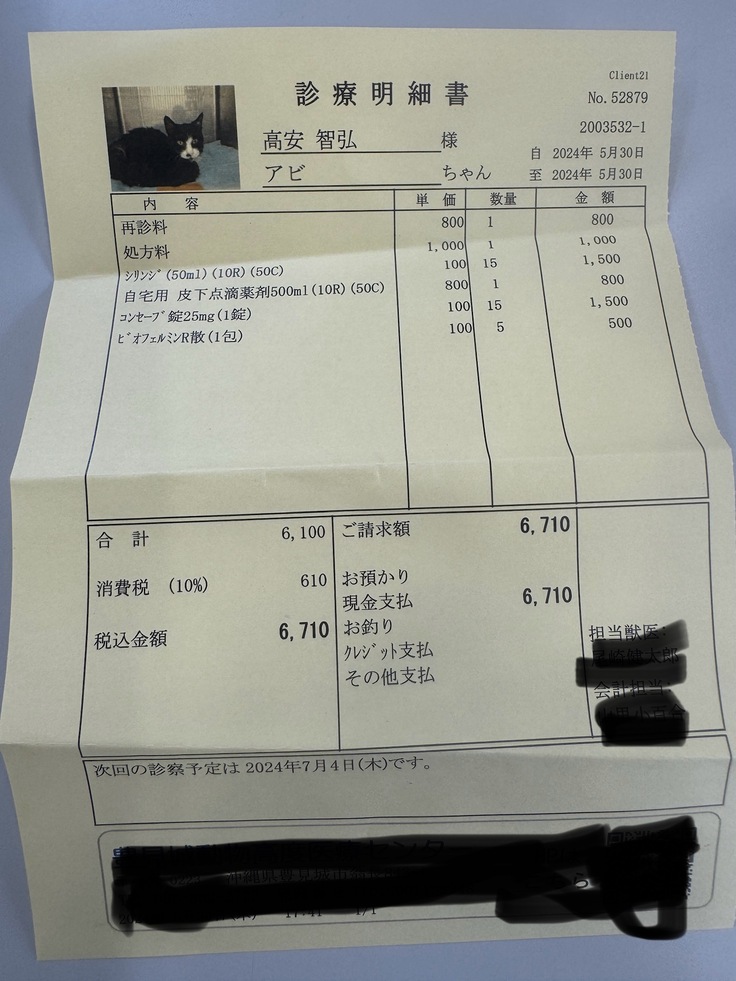 Client21
診療明細書
No.52879
高安 智弘 様
2003532-1
自 2024年 5月30日
アビ ちゃん
至 2024年 5月30日
内 容 単 価 数量 金 額
再診料 800 1 800
処方料 1,000 1 1,000
ｼﾘﾝｼﾞ(50ml)(10R)(50C) 100 15 1,500
自宅用 皮下点滴薬剤500ml(10R)(50C) 800 1 800
ｺﾝｾｰﾌﾞ錠25mg(1錠) 100 15 1,500
ﾋﾞｵﾌｪﾙﾐﾝR散(1包) 100 5 500
合 計 6,100 ご請求額 6,710
消費税 (10%) 610 お預かり
現金支払 6,710
税込金額 6,710 お釣り
ｸﾚｼﾞｯﾄ支払
その他支払
担当獣医:
会計担当:
次回の診察予定は 2024年7月4日(木)です。